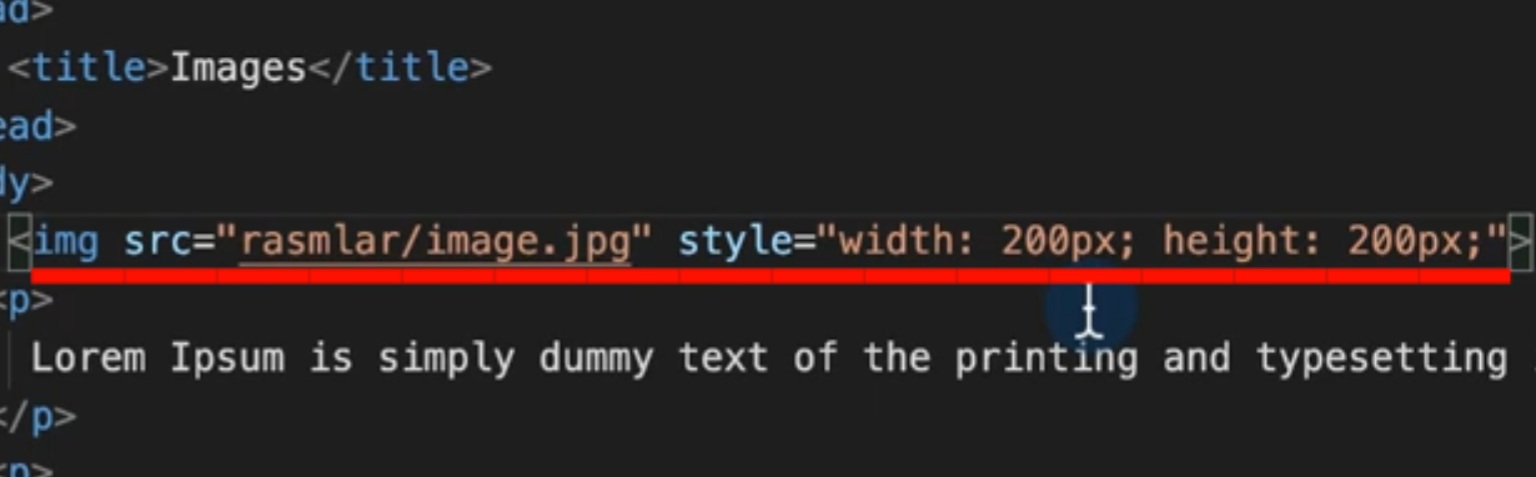 ad>
<title>Images</title>
ead>
dy>
<img src="rasmlar/image.jpg" style="width: 200px; height: 200px;">
<p>
Lorem Ipsum is simply dummy text of the printing and typesetting
</p>
<p>